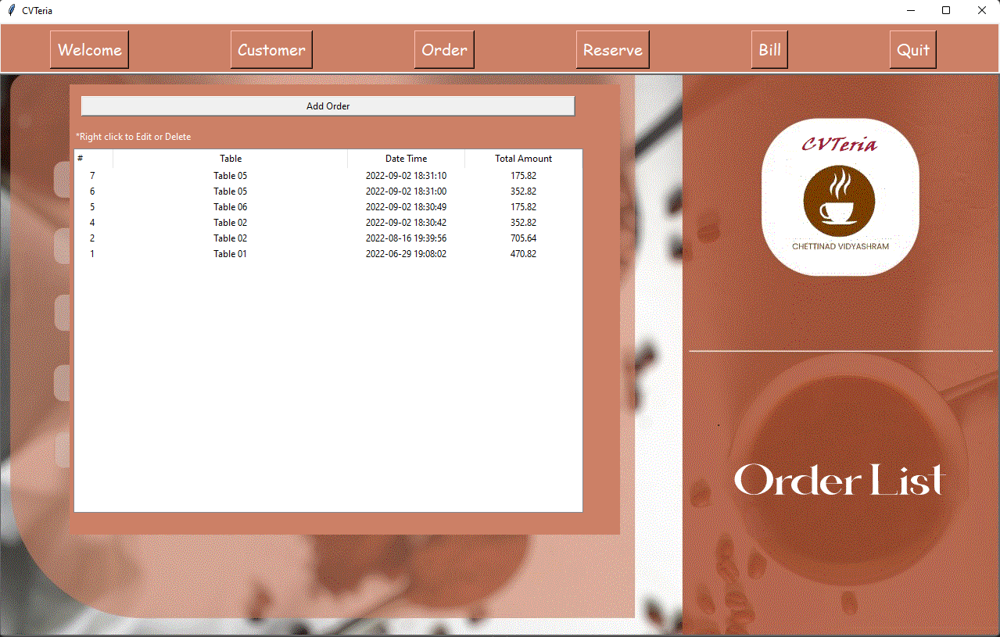 CVTeria
Welcome Customer Order Reserve Bill Quit
Add Order
*Right click to Edit or Delete
# Table Date Time Total Amount
7 Table 05 2022-09-02 18:31:10 175.82
6 Table 05 2022-09-02 18:31:00 352.82
5 Table 06 2022-09-02 18:30:49 175.82
4 Table 02 2022-09-02 18:30:42 352.82
2 Table 02 2022-08-16 19:39:56 705.64
1 Table 01 2022-06-29 19:08:02 470.82
CVTeria
CHETTINAD VIDYASHRAM
Order List